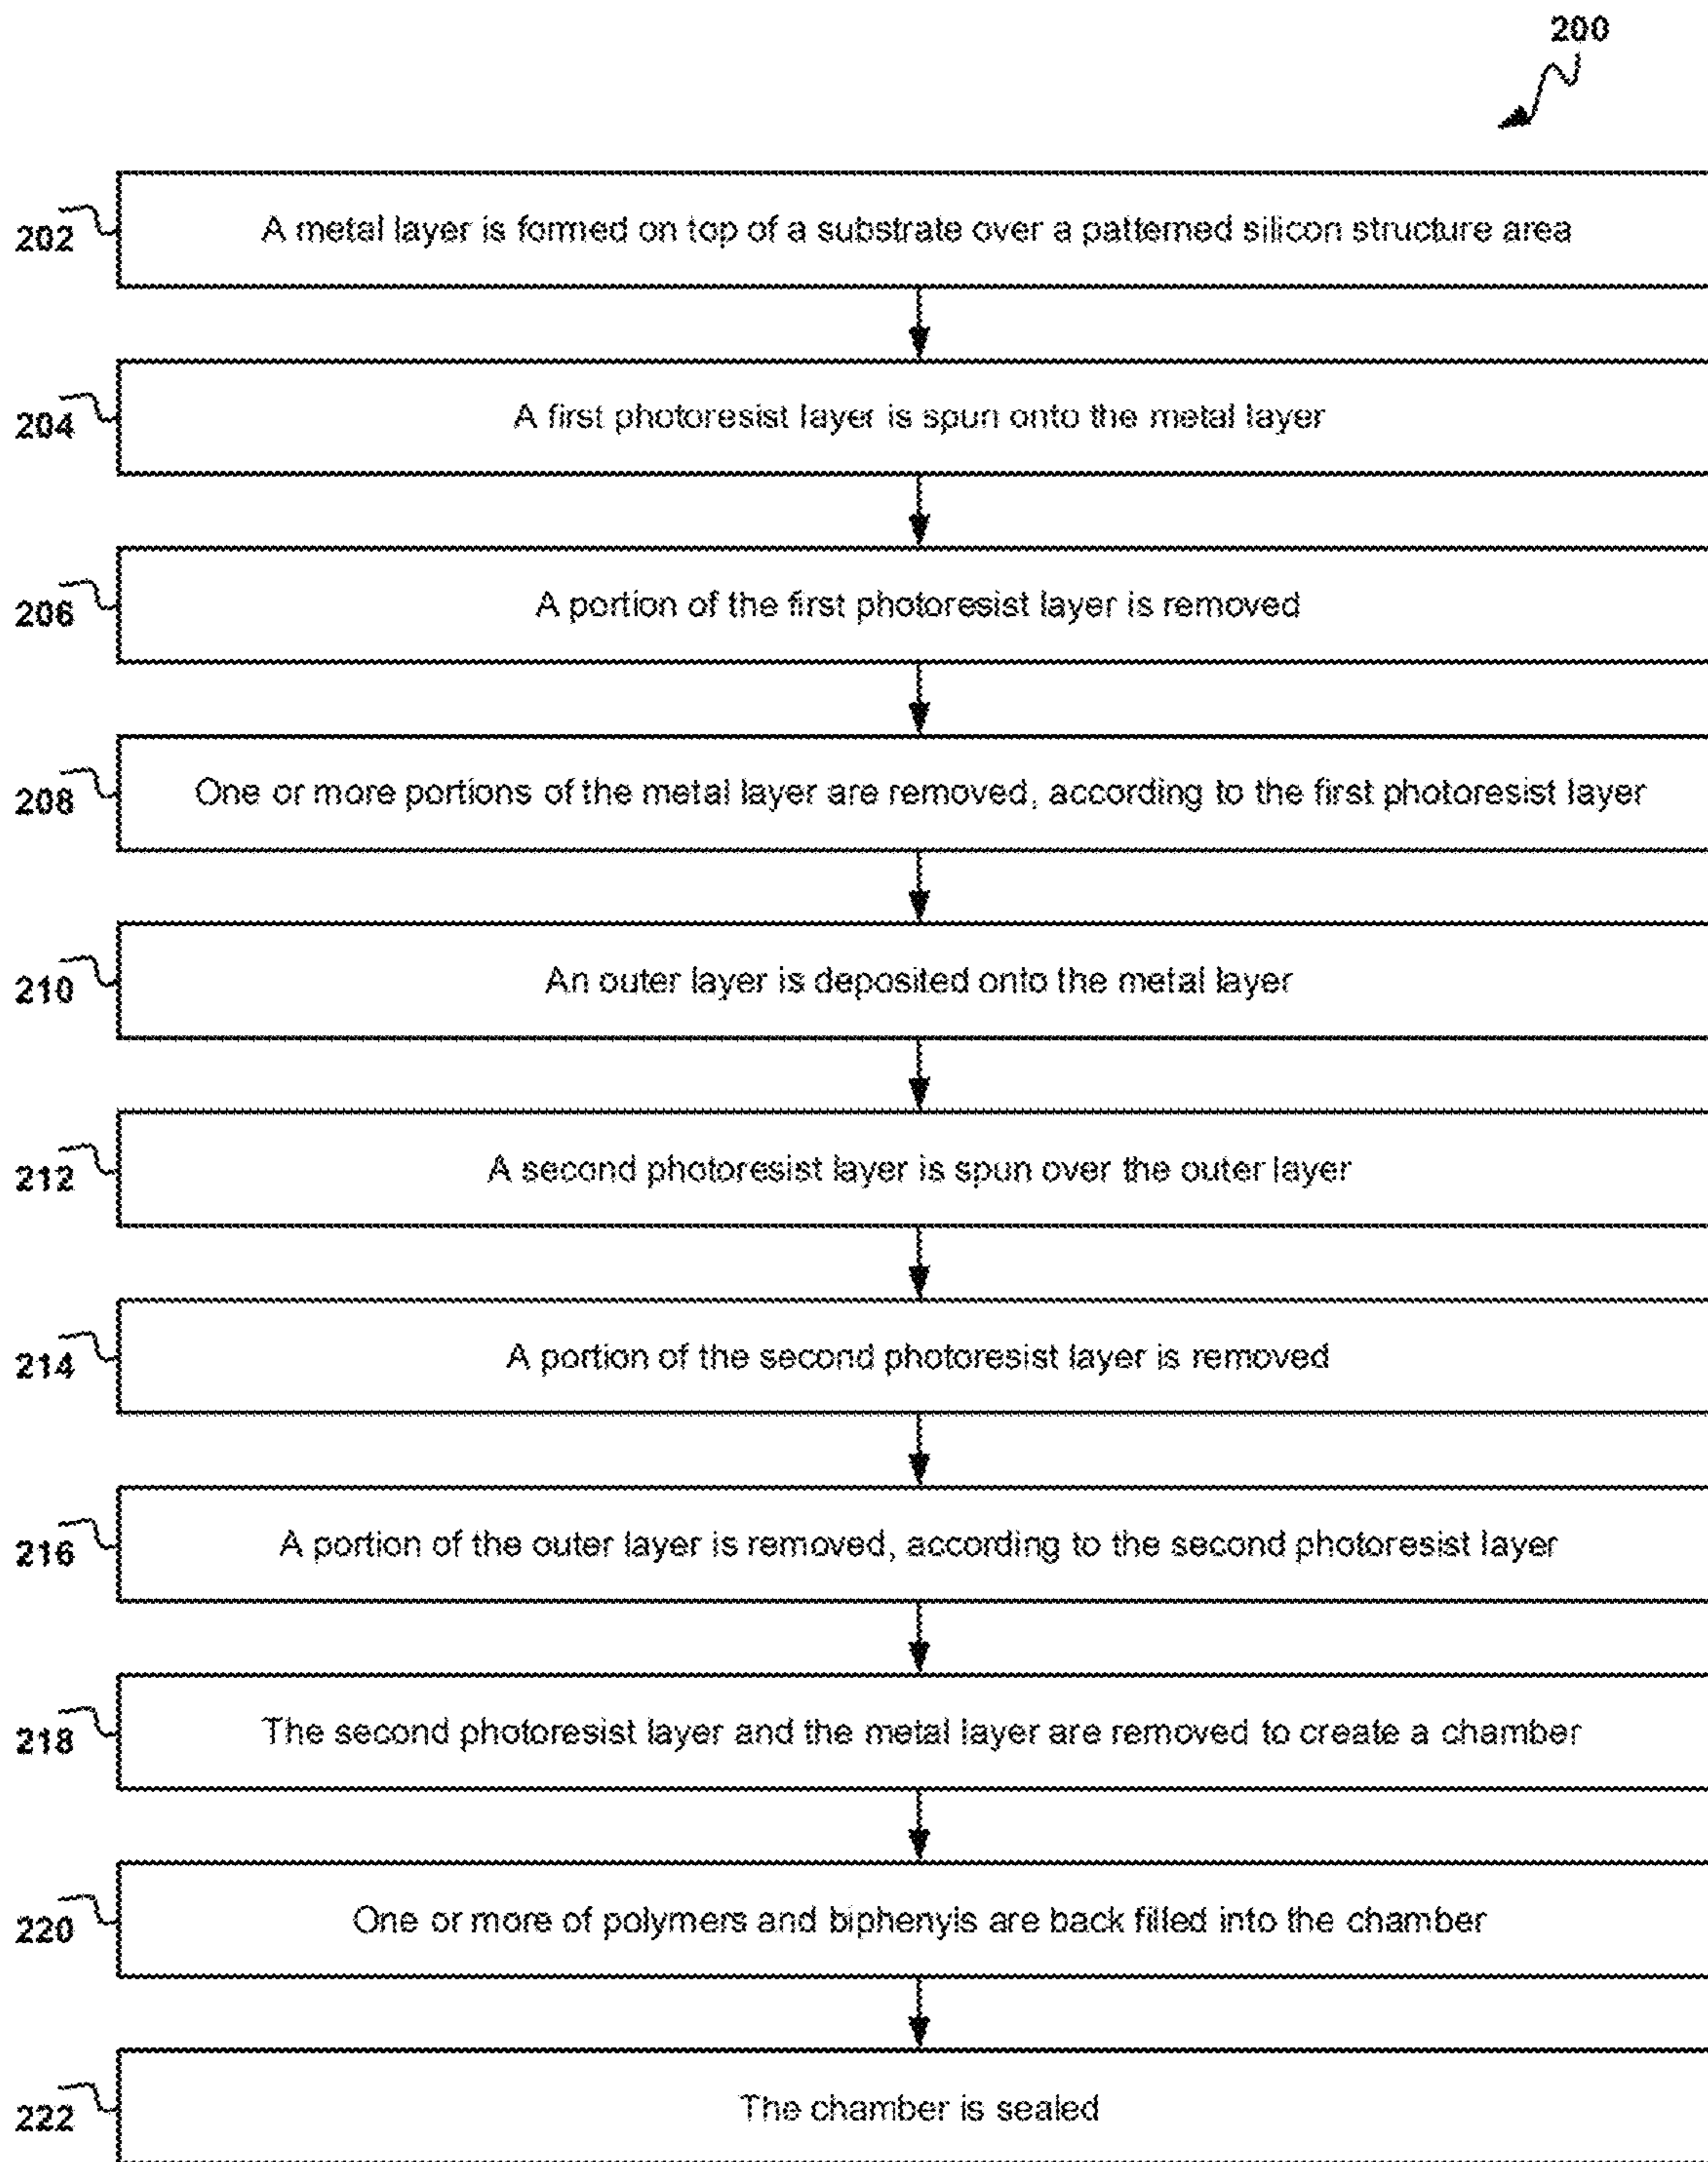 200
202 A metal layer is formed on top of a substrate over a patterned silicon structure area
204 A first photoresist layer is spun onto the metal layer
206 A portion of the first photoresist layer is removed
208 One or more portions of the metal layer are removed, according to the first photoresist layer
210 An outer layer is deposited onto the metal layer
212 A second photoresist layer is spun over the outer layer
214 A portion of the second photoresist layer is removed
216 A portion of the outer layer is removed, according to the second photoresist layer
218 The second photoresist layer and the metal layer are removed to create a chamber
220 One or more of polymers and biphenyls are back filled into the chamber
222 The chamber is sealed